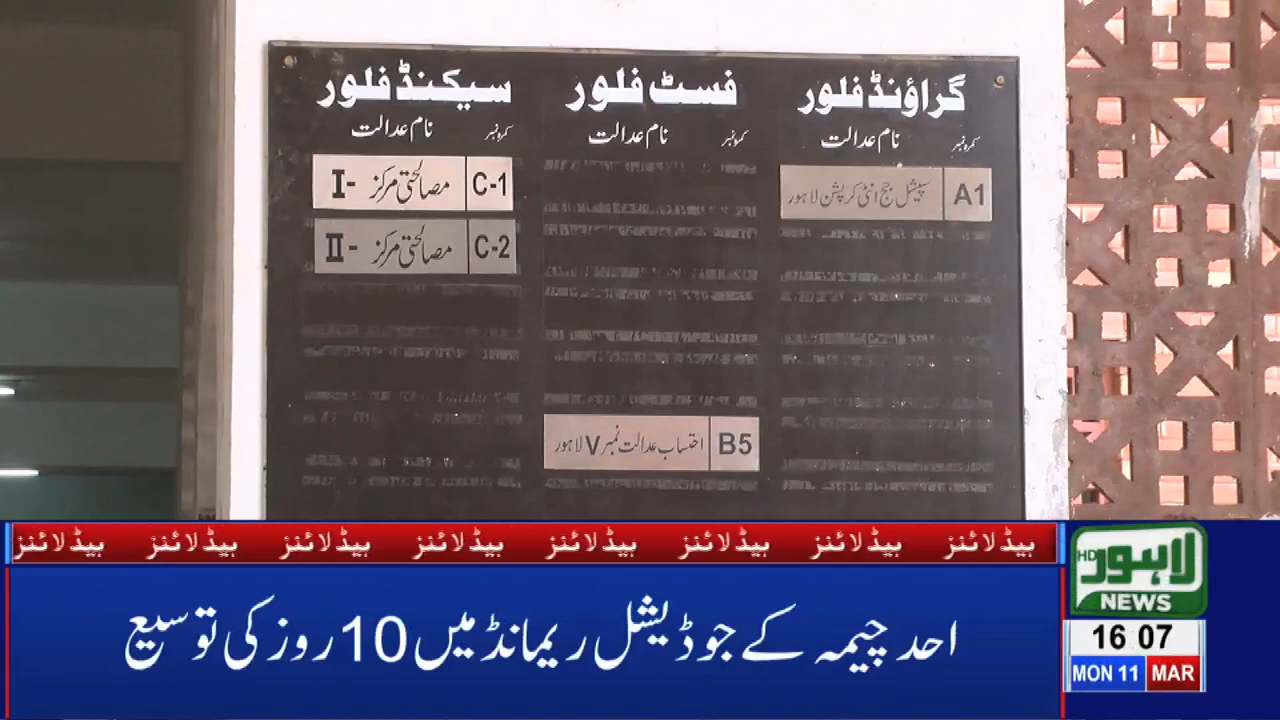 گراؤنڈ فلور
کمرہ نمبر نام عدالت
A1 سپیشل جج انٹی کرپشن لاہور
فسٹ فلور
کمرہ نمبر نام عدالت
B5 احتساب عدالت نمبر V لاہور
سیکنڈ فلور
کمرہ نمبر نام عدالت
C-1 مصالحتی مرکز -I
C-2 مصالحتی مرکز -II
ہیڈلائنز ہیڈلائنز ہیڈلائنز ہیڈلائنز ہیڈلائنز ہیڈلائنز ہیڈلائنز ہیڈلائنز
احد چیمہ کے جوڈیشل ریمانڈ میں 10 روز کی توسیع
لاہور HD
NEWS
16 07
MON 11 MAR